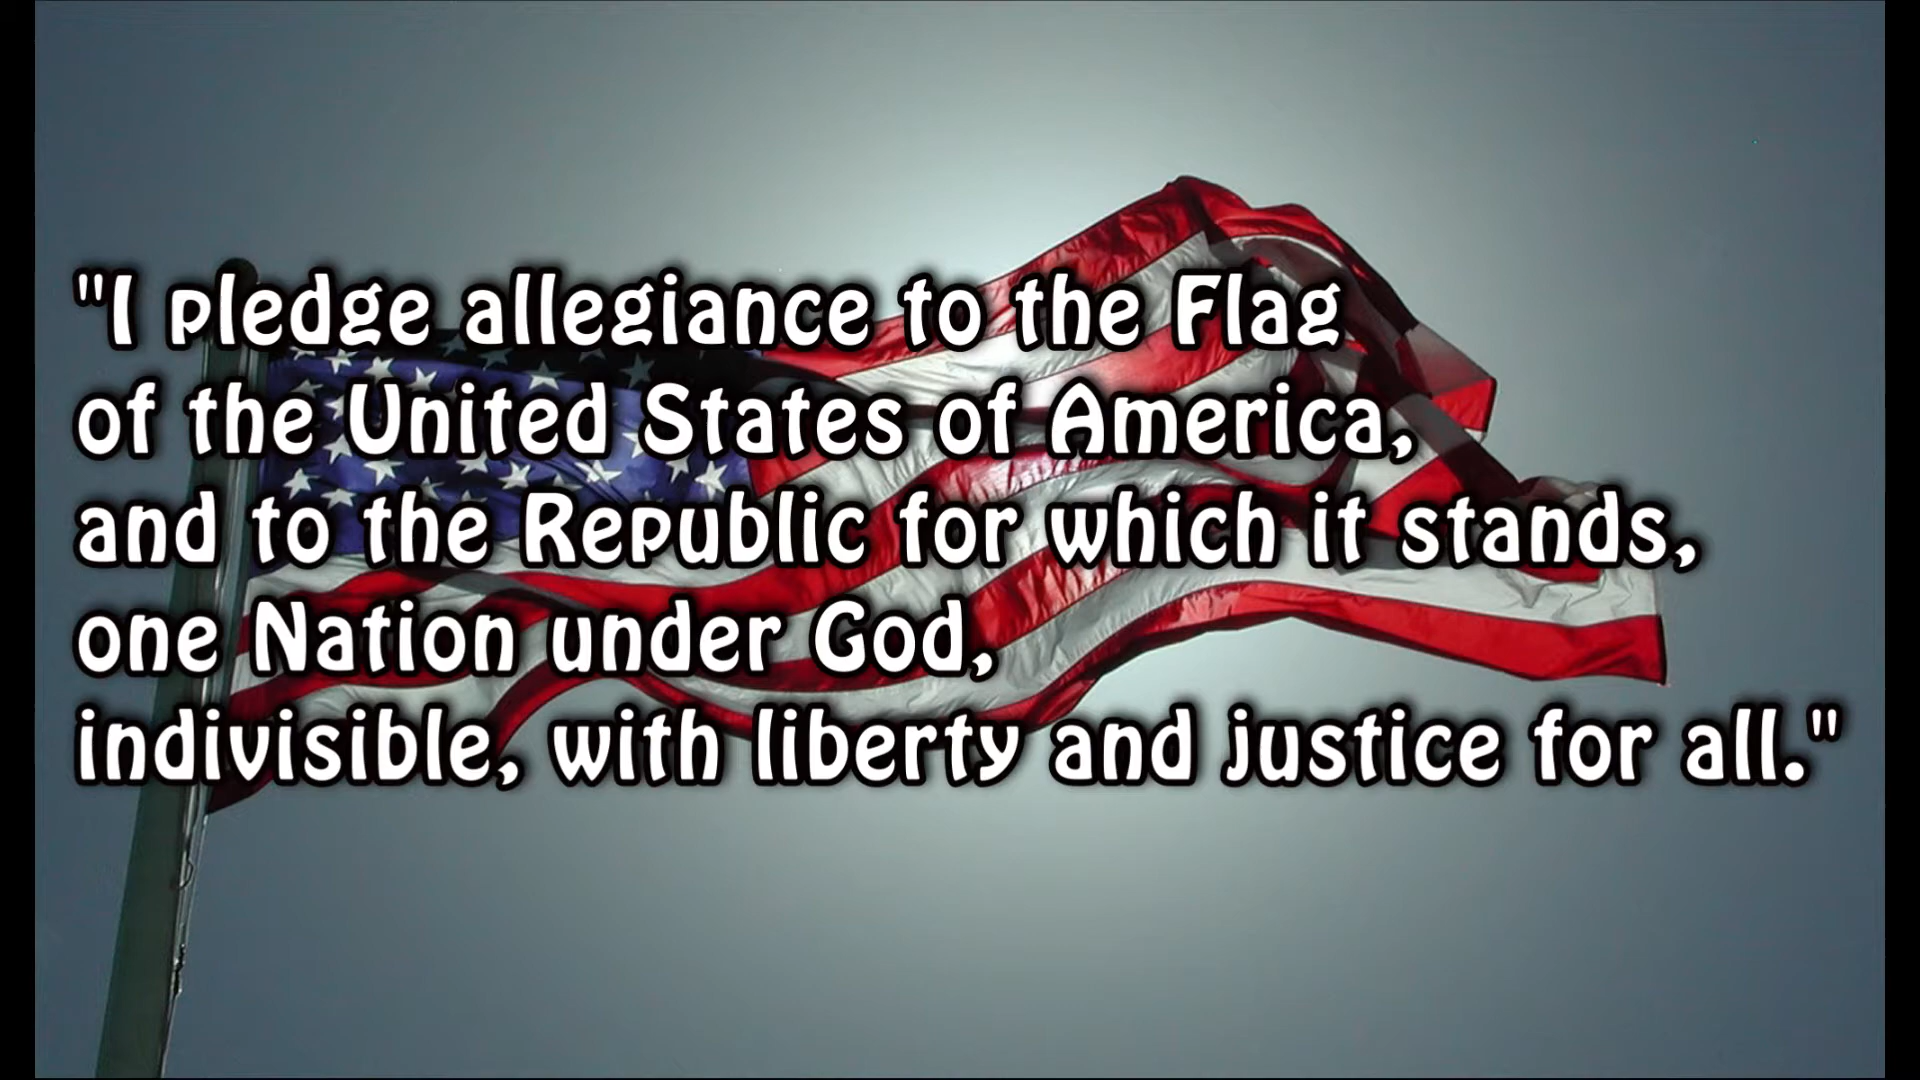 "I pledge allegiance to the Flag
of the United States of America,
and to the Republic for which it stands,
one Nation under God,
indivisible, with liberty and justice for all."